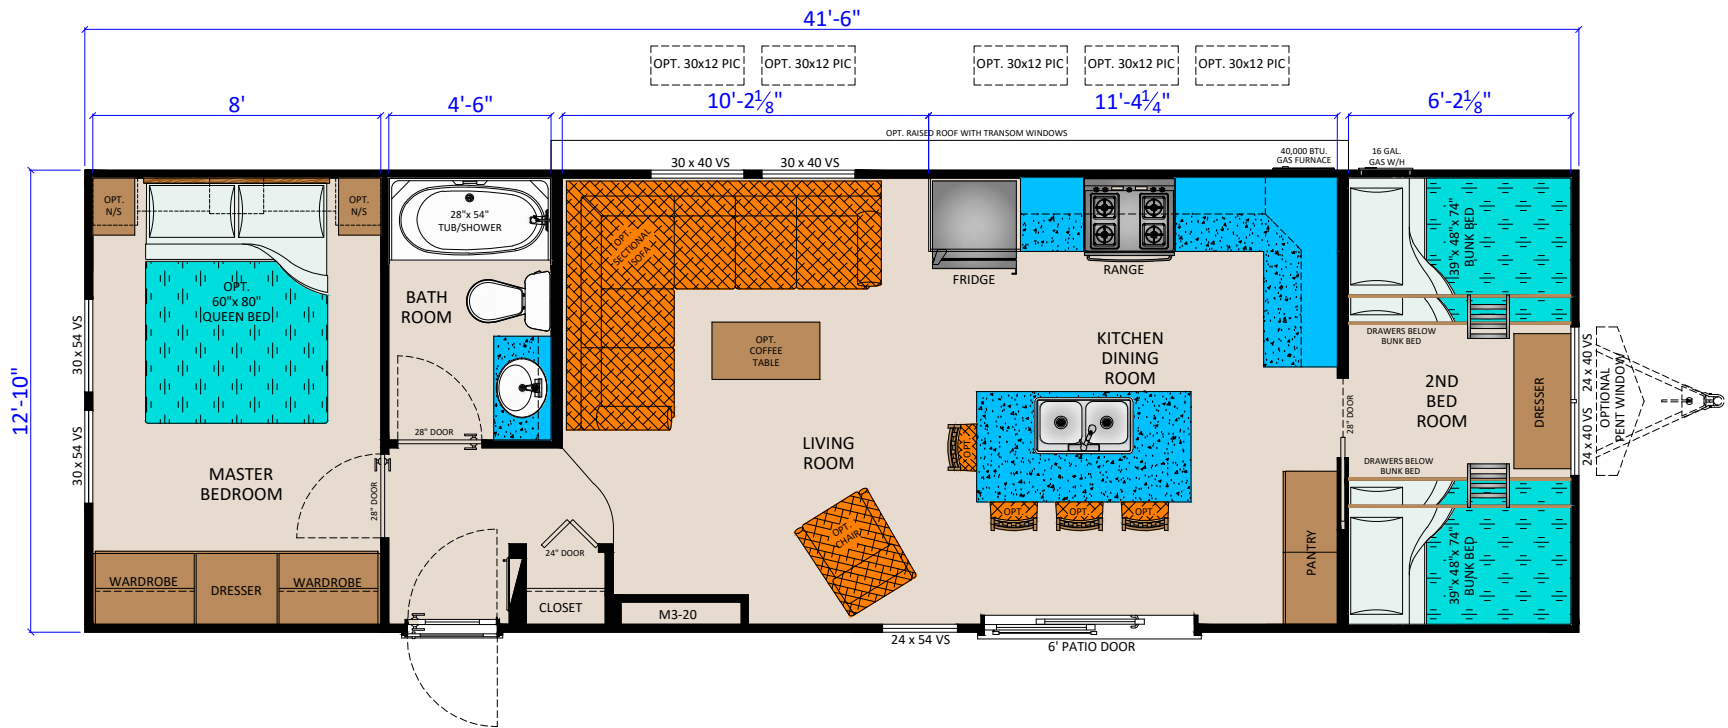 41'-6"
OPT. 30x12 PIC
OPT. 30x12 PIC
OPT. 30x12 PIC
OPT. 30x12 PIC
OPT. 30x12 PIC
8'
4'-6"
10'-2⅛"
11'-4¼"
6'-2⅛"
OPT. RAISED ROOF WITH TRANSOM WINDOWS
40,000 BTU.
GAS FURNACE
16 GAL.
GAS W/H
30 x 40 VS
30 x 40 VS
12'-10"
30 x 54 VS
30 x 54 VS
OPT.
N/S
OPT.
N/S
OPT.
60"x 80"
QUEEN BED
MASTER
BEDROOM
28" DOOR
WARDROBE
DRESSER
WARDROBE
28"x 54"
TUB/SHOWER
BATH
ROOM
28" DOOR
24" DOOR
CLOSET
M3-20
OPT.
SECTIONAL
SOFA
OPT.
COFFEE
TABLE
LIVING
ROOM
OPT.
CHAIR
24 x 54 VS
FRIDGE
RANGE
KITCHEN
DINING
ROOM
OPT.
OPT.
OPT.
OPT.
6' PATIO DOOR
PANTRY
28" DOOR
39"x 48"x 74"
BUNK BED
DRAWERS BELOW
BUNK BED
2ND
BED
ROOM
DRESSER
DRAWERS BELOW
BUNK BED
39"x 48"x 74"
BUNK BED
24 x 40 VS
24 x 40 VS
OPTIONAL
PENT WINDOW